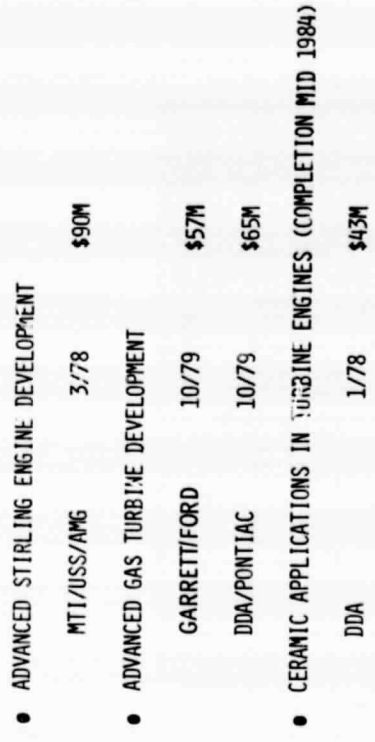 ● ADVANCED STIRLING ENGINE DEVELOPMENT
MTI/USS/AMG 3/78 $90M
● ADVANCED GAS TURBINE DEVELOPMENT
GARRETT/FORD 10/79 $57M
DDA/PONTIAC 10/79 $65M
● CERAMIC APPLICATIONS IN TURBINE ENGINES (COMPLETION MID 1984)
DDA 1/78 $43M